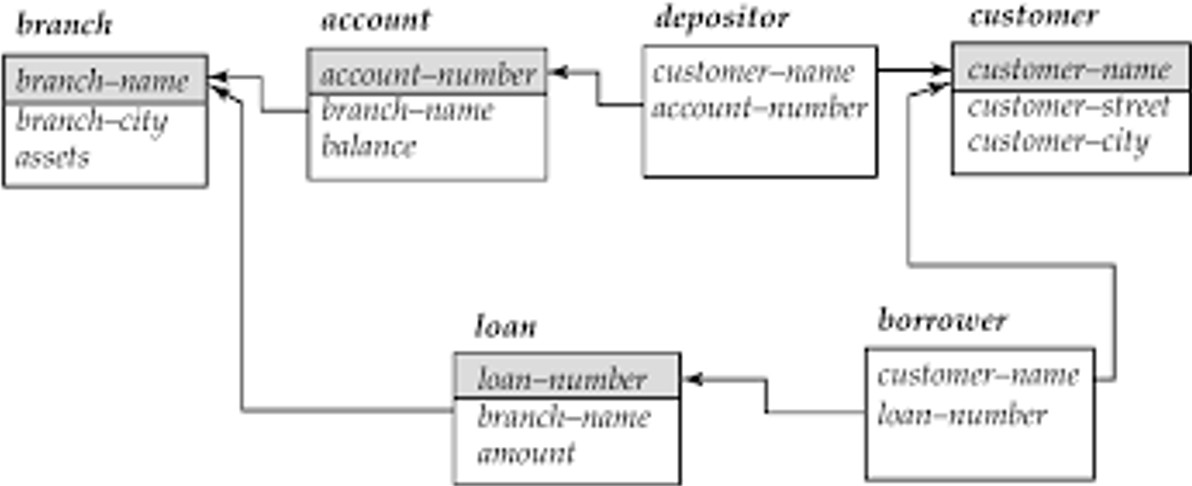 branch
branch–name
branch–city
assets
account
account–number
branch–name
balance
depositor
customer–name
account–number
customer
customer–name
customer–street
customer–city
loan
loan–number
branch–name
amount
borrower
customer–name
loan–number